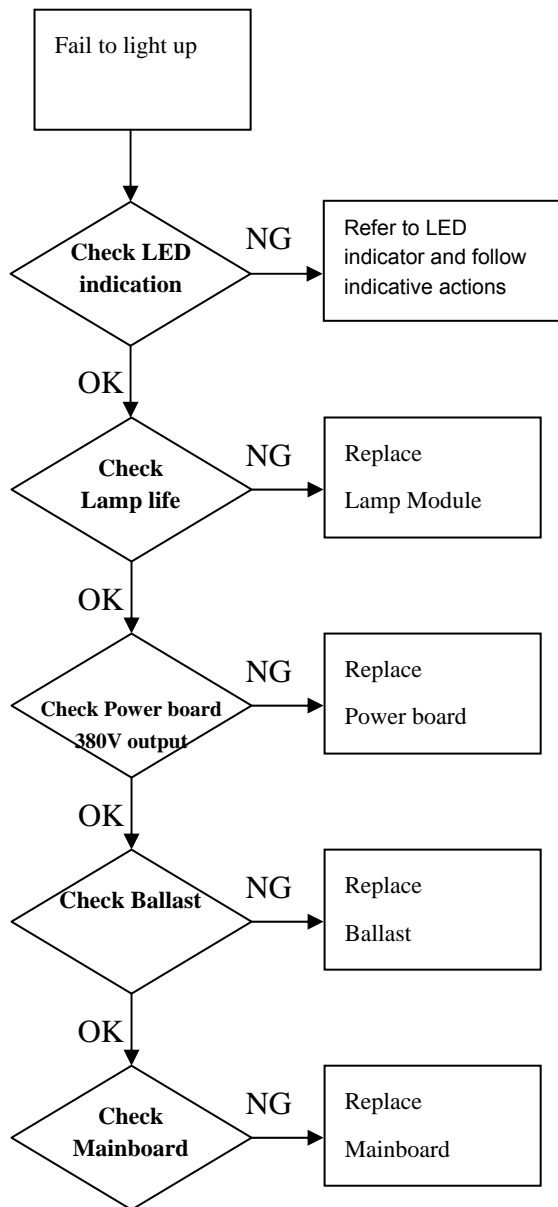 Fail to light up
Check LED
indication
NG
Refer to LED
indicator and follow
indicative actions
OK
Check
Lamp life
NG
Replace
Lamp Module
OK
Check Power board
380V output
NG
Replace
Power board
OK
Check Ballast
NG
Replace
Ballast
OK
Check
Mainboard
NG
Replace
Mainboard